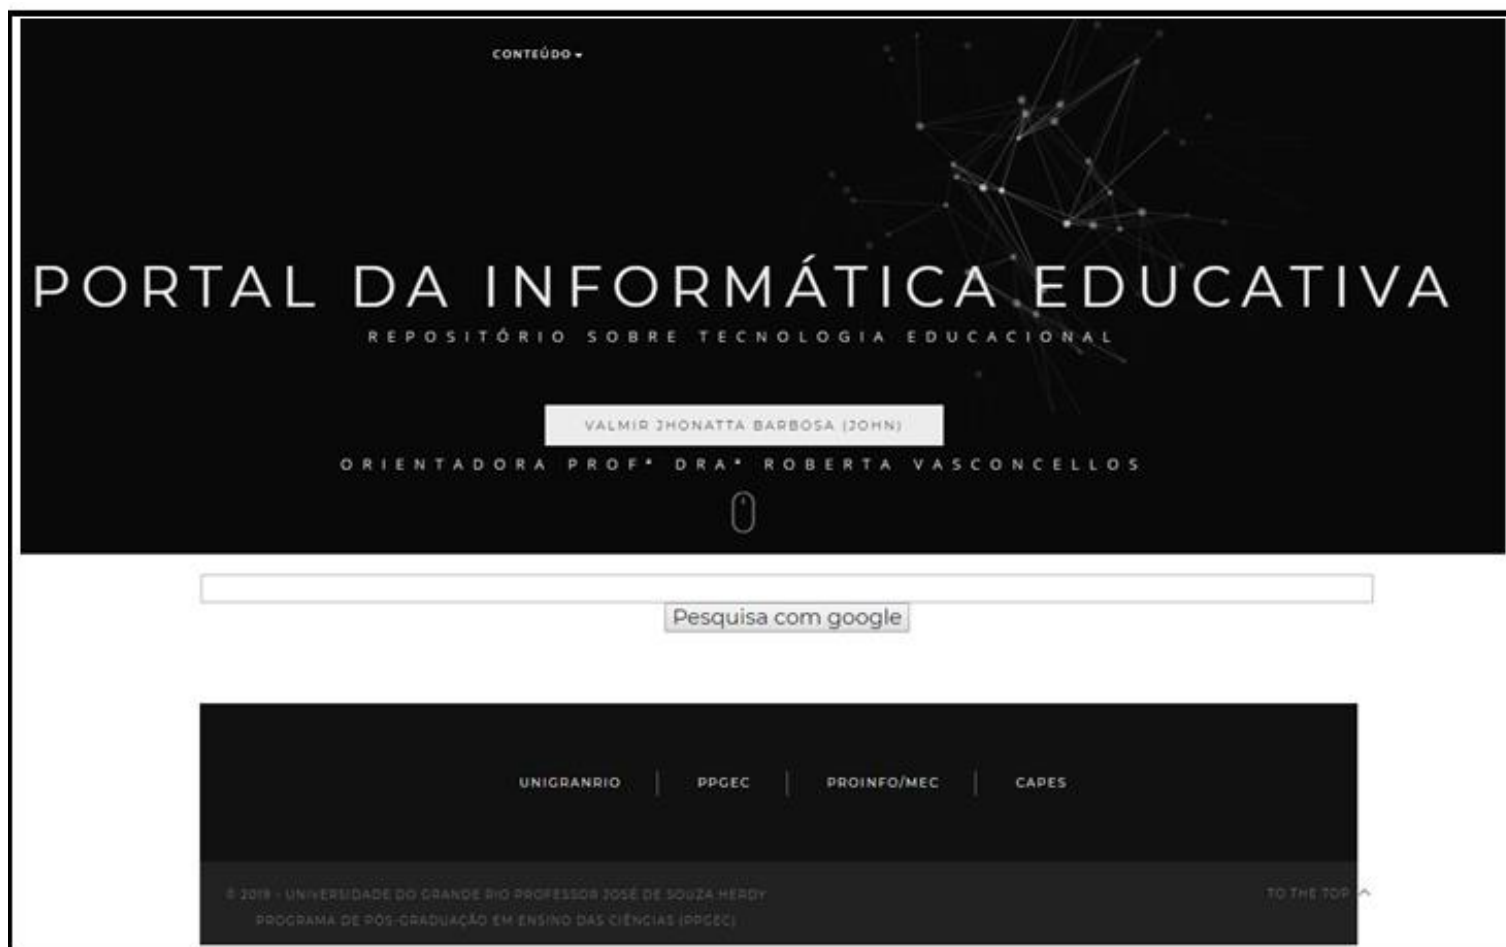 CONTEÚDO
PORTAL DA INFORMÁTICA EDUCATIVA
REPOSITÓRIO SOBRE TECNOLOGIA EDUCACIONAL
VALMIR JHONATTA BARBOSA (JOHN)
ORIENTADORA PROFª DRAª ROBERTA VASCONCELLOS
Pesquisa com google
UNIGRANRIO | PPGEC | PROINFO/MEC | CAPES
© 2019 - UNIVERSIDADE DO GRANDE RIO PROFESSOR JOSÉ DE SOUZA HERDY
TO THE TOP
PROGRAMA DE PÓS-GRADUAÇÃO EM ENSINO DAS CIÊNCIAS (PPGEC)